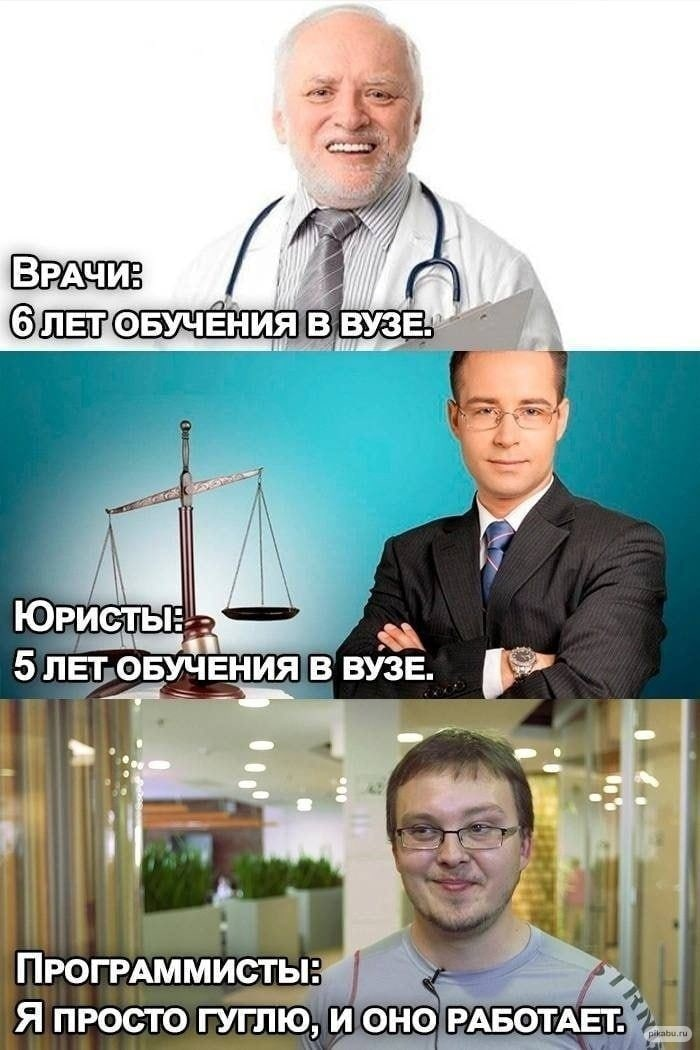 Врачи:
6 лет обучения в вузе.
Юристы:
5 лет обучения в вузе.
Программисты:
Я просто гуглю, и оно работает.
pikabu.ru